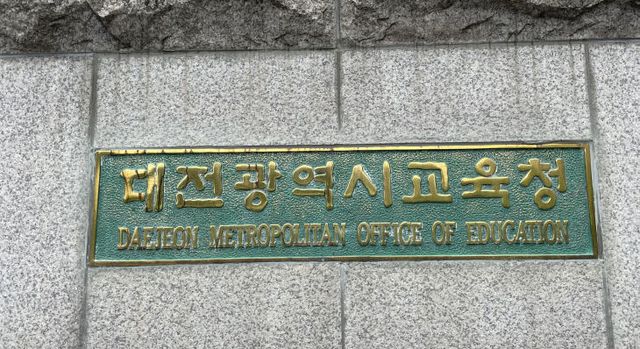 대전광역시교육청
DAEJEON METROPOLITAN OFFICE OF EDUCATION